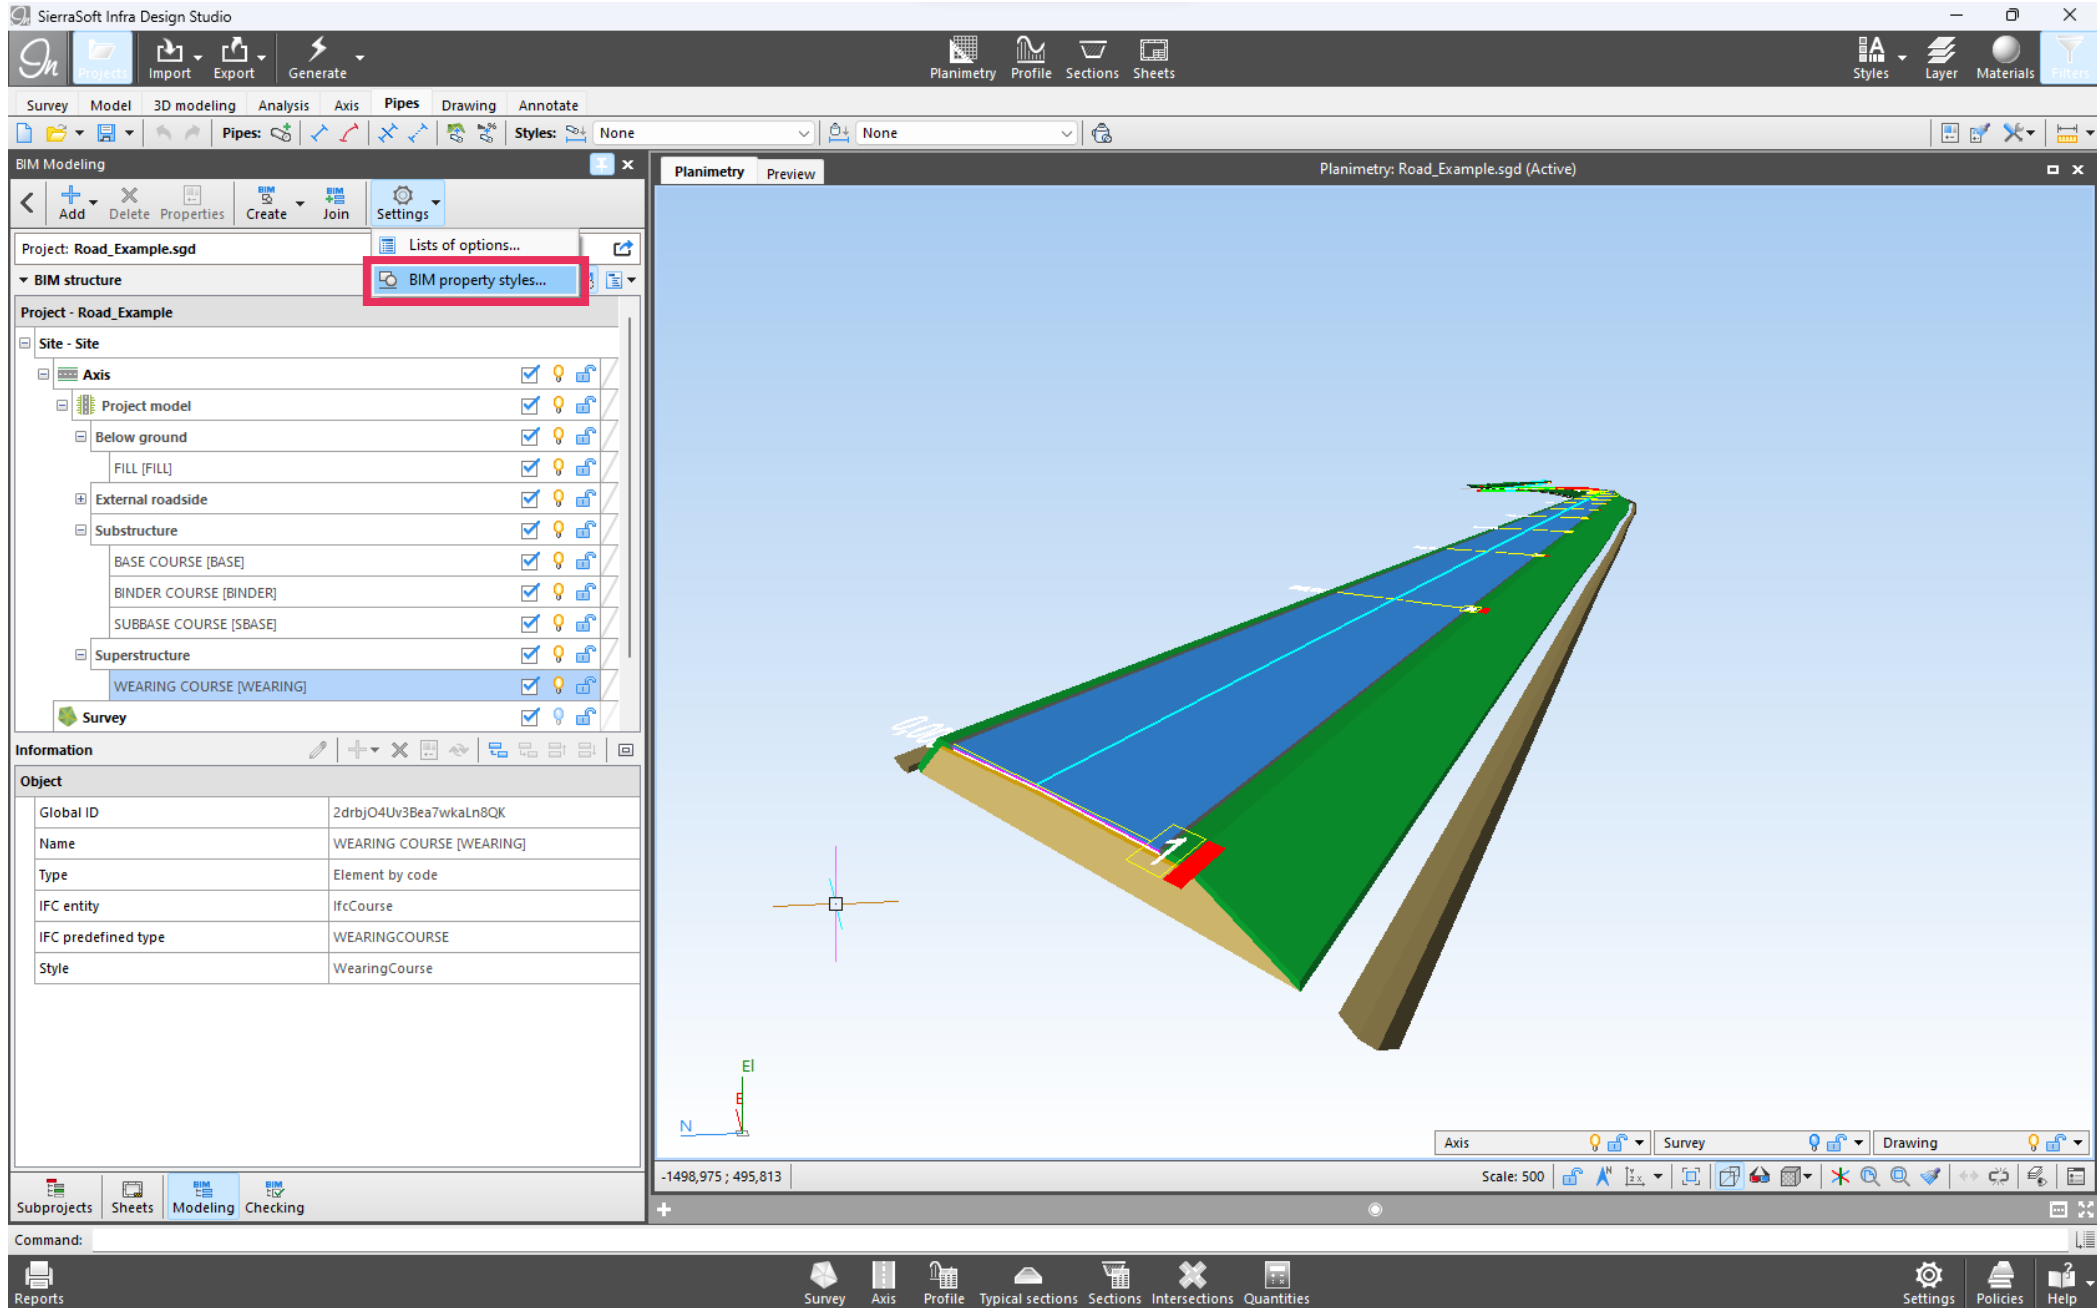 SierraSoft Infra Design Studio
Projects Import Export Generate Planimetry Profile Sections Sheets Styles Layer Materials Filters
Survey Model 3D modeling Analysis Axis Pipes Drawing Annotate
Pipes: Styles: None None
BIM Modeling
Planimetry Preview Planimetry: Road_Example.sgd (Active)
Add Delete Properties Create Join Settings
Project: Road_Example.sgd
Lists of options...
BIM structure
BIM property styles...
Project - Road_Example
Site - Site
Axis
Project model
Below ground
FILL [FILL]
External roadside
Substructure
BASE COURSE [BASE]
BINDER COURSE [BINDER]
SUBBASE COURSE [SBASE]
Superstructure
WEARING COURSE [WEARING]
Survey
Information
Object
Global ID 2drbjO4Uv3Bea7wkaLn8QK
Name WEARING COURSE [WEARING]
Type Element by code
IFC entity IfcCourse
IFC predefined type WEARINGCOURSE
Style WearingCourse
1
El
E
N
Axis Survey Drawing
-1498,975 ; 495,813 Scale: 500
Subprojects Sheets Modeling Checking
Command:
Reports Survey Axis Profile Typical sections Sections Intersections Quantities Settings Policies Help